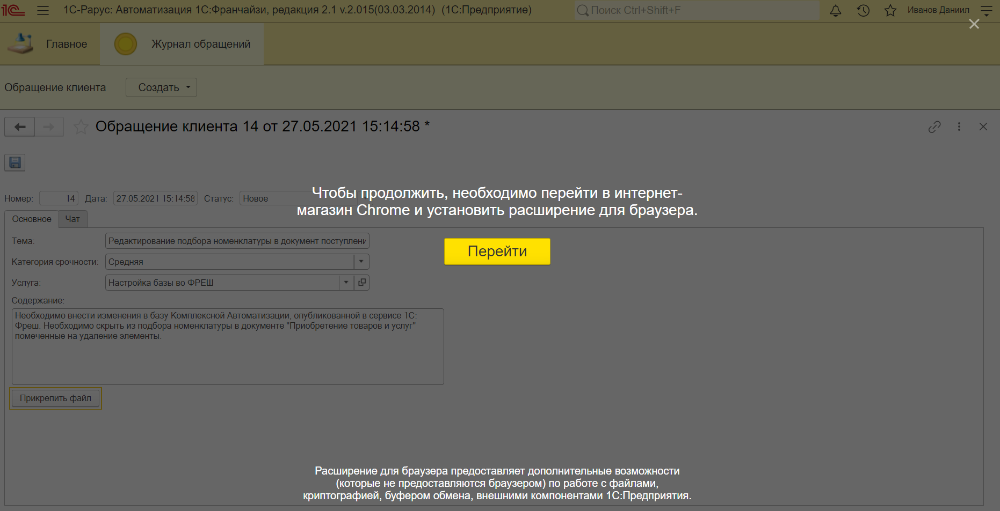 1С-Рарус: Автоматизация 1С:Франчайзи, редакция 2.1 v.2.015(03.03.2014) (1С:Предприятие)
Поиск Ctrl+Shift+F
Иванов Даниил
Главное
Журнал обращений
Обращение клиента
Создать
Обращение клиента 14 от 27.05.2021 15:14:58 *
Чтобы продолжить, необходимо перейти в интернет-
магазин Chrome и установить расширение для браузера.
Перейти
Номер: 14 Дата: 27.05.2021 15:14:58 Статус: Новое
Основное Чат
Тема: Редактирование подбора номенклатуры в документ поступлени
Категория срочности: Средняя
Услуга: Настройка базы во ФРЕШ
Содержание:
Необходимо внести изменения в базу Комплексной Автоматизации, опубликованной в сервисе 1С:
Фреш. Необходимо скрыть из подбора номенклатуры в документе "Приобретение товаров и услуг"
помеченные на удаление элементы.
Прикрепить файл
Расширение для браузера предоставляет дополнительные возможности
(которые не предоставляются браузером) по работе с файлами,
криптографией, буфером обмена, внешними компонентами 1С:Предприятия.